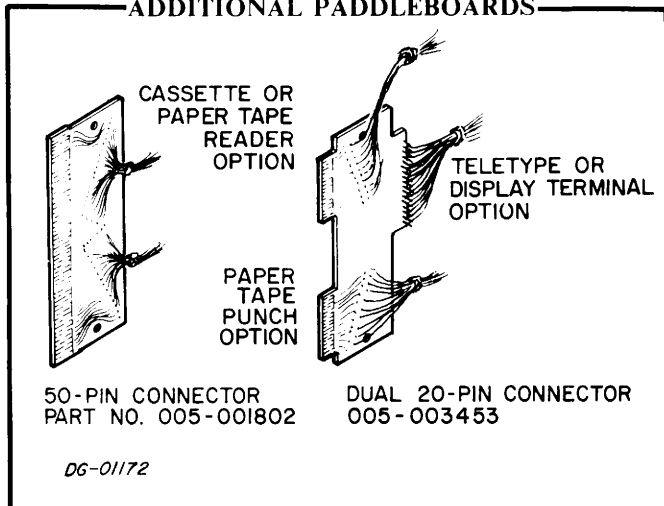 ADDITIONAL PADDLEBOARDS
CASSETTE OR
PAPER TAPE
READER
OPTION
TELETYPE OR
DISPLAY TERMINAL
OPTION
PAPER
TAPE
PUNCH
OPTION
50-PIN CONNECTOR
PART NO. 005-001802
DUAL 20-PIN CONNECTOR
005-003453
DG-01172